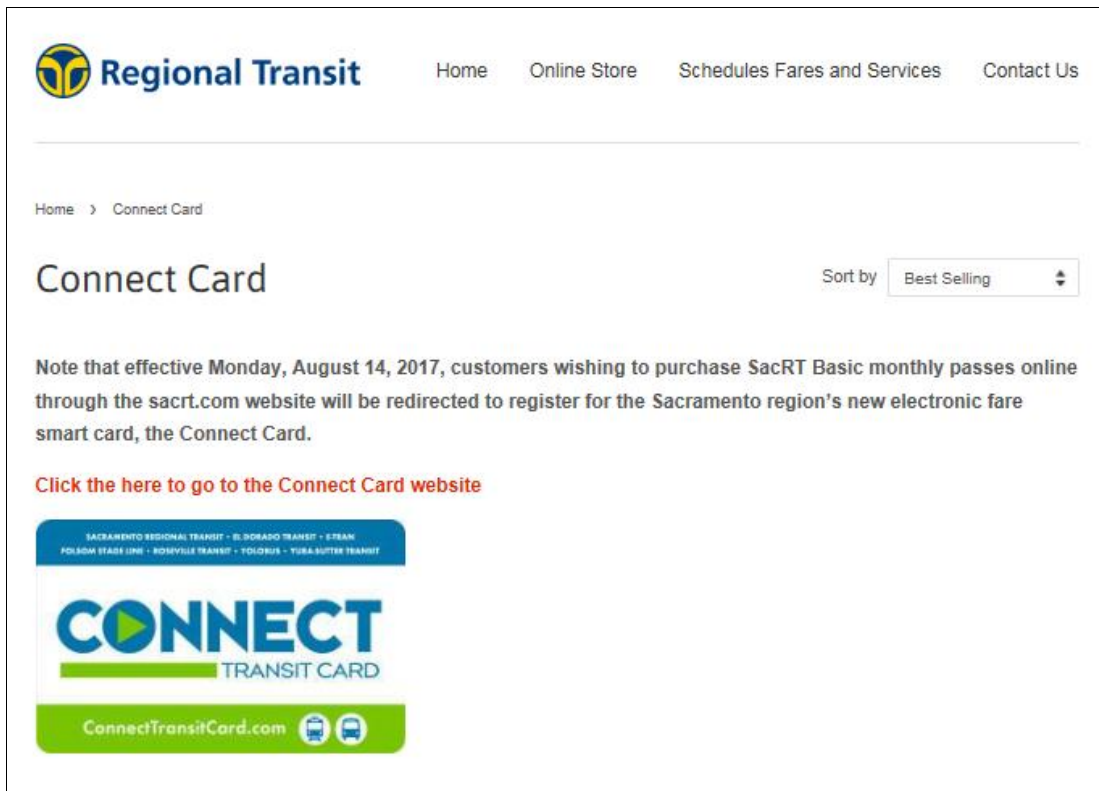 Regional Transit
Home Online Store Schedules Fares and Services Contact Us
Home › Connect Card
Connect Card
Sort by Best Selling
Note that effective Monday, August 14, 2017, customers wishing to purchase SacRT Basic monthly passes online
through the sacrt.com website will be redirected to register for the Sacramento region's new electronic fare
smart card, the Connect Card.
Click the here to go to the Connect Card website
SACRAMENTO REGIONAL TRANSIT • EL DORADO TRANSIT • E-TRAN
FOLSOM STAGE LINE • ROSEVILLE TRANSIT • YOLOBUS • YUBA-SUTTER TRANSIT
CONNECT
TRANSIT CARD
ConnectTransitCard.com